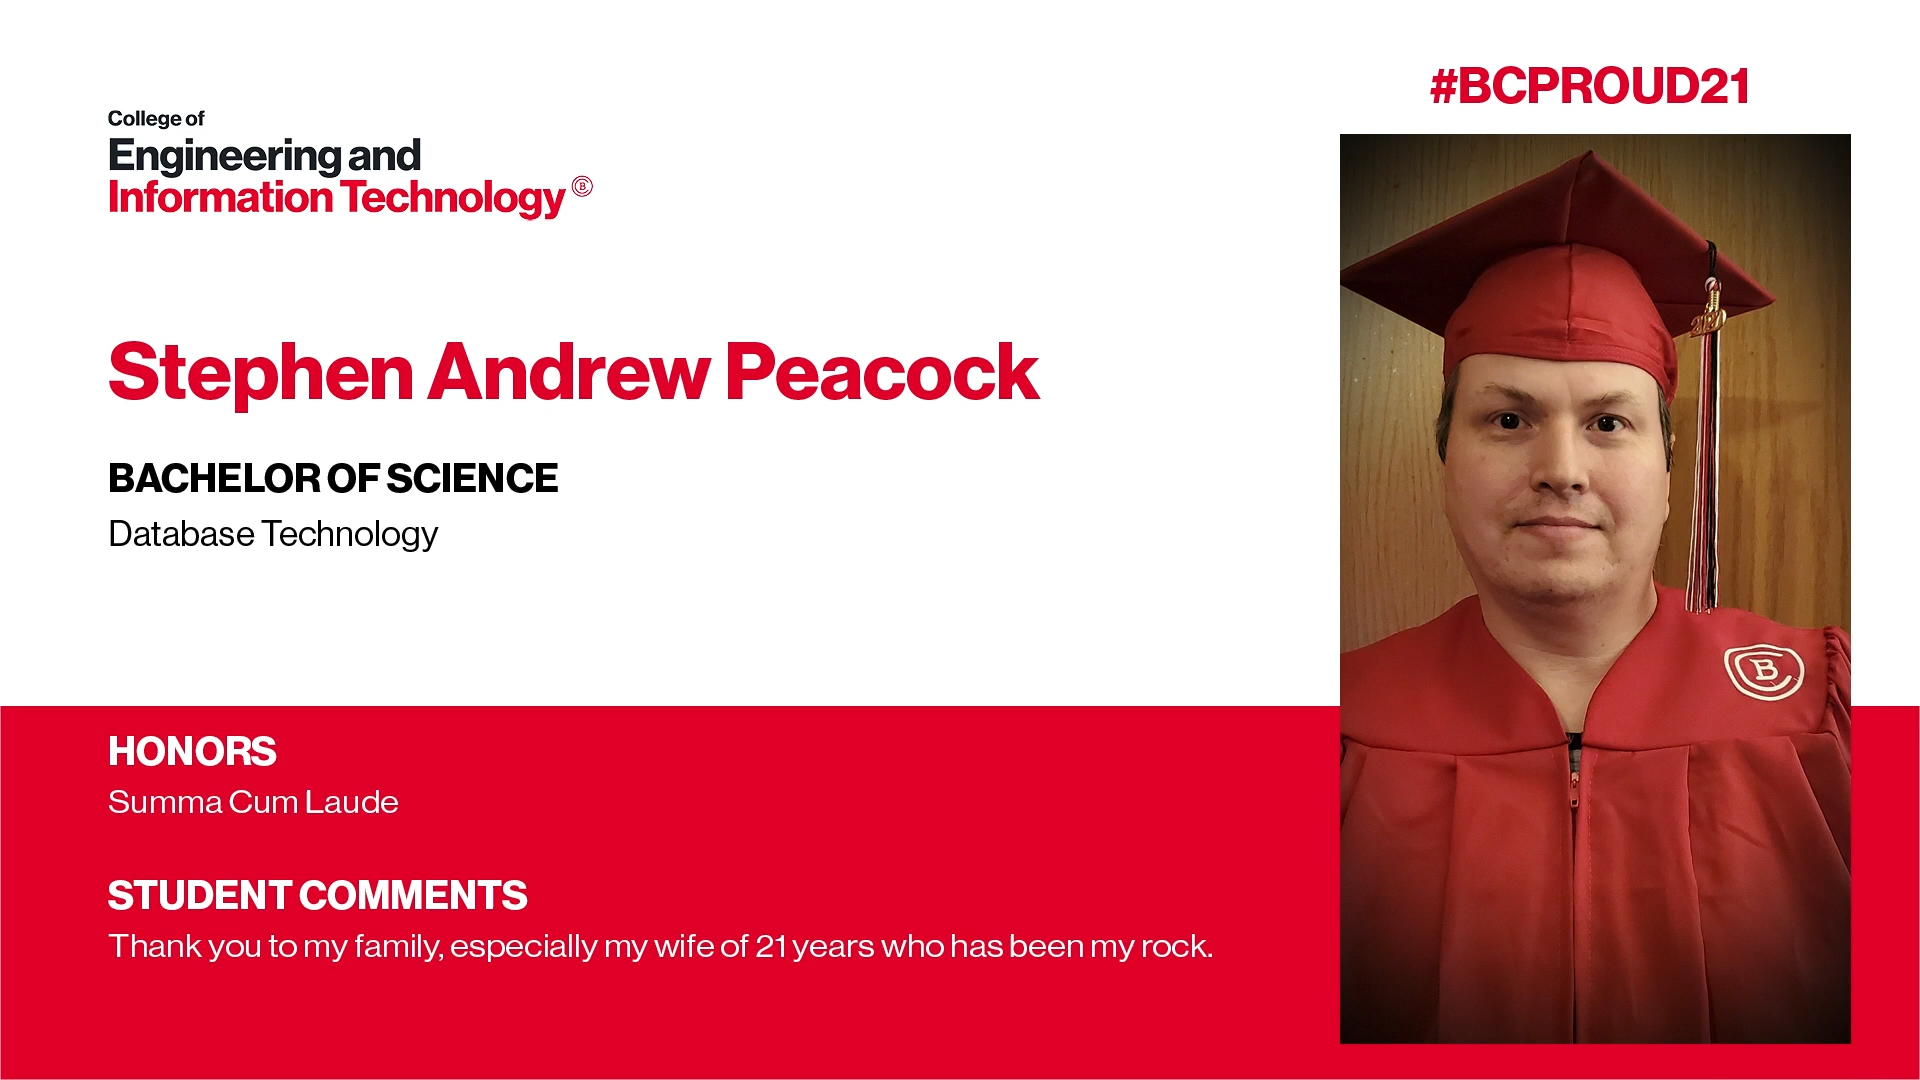 #BCPROUD21
College of
Engineering and
Information Technology
Stephen Andrew Peacock
BACHELOR OF SCIENCE
Database Technology
HONORS
Summa Cum Laude
STUDENT COMMENTS
Thank you to my family, especially my wife of 21 years who has been my rock.
B